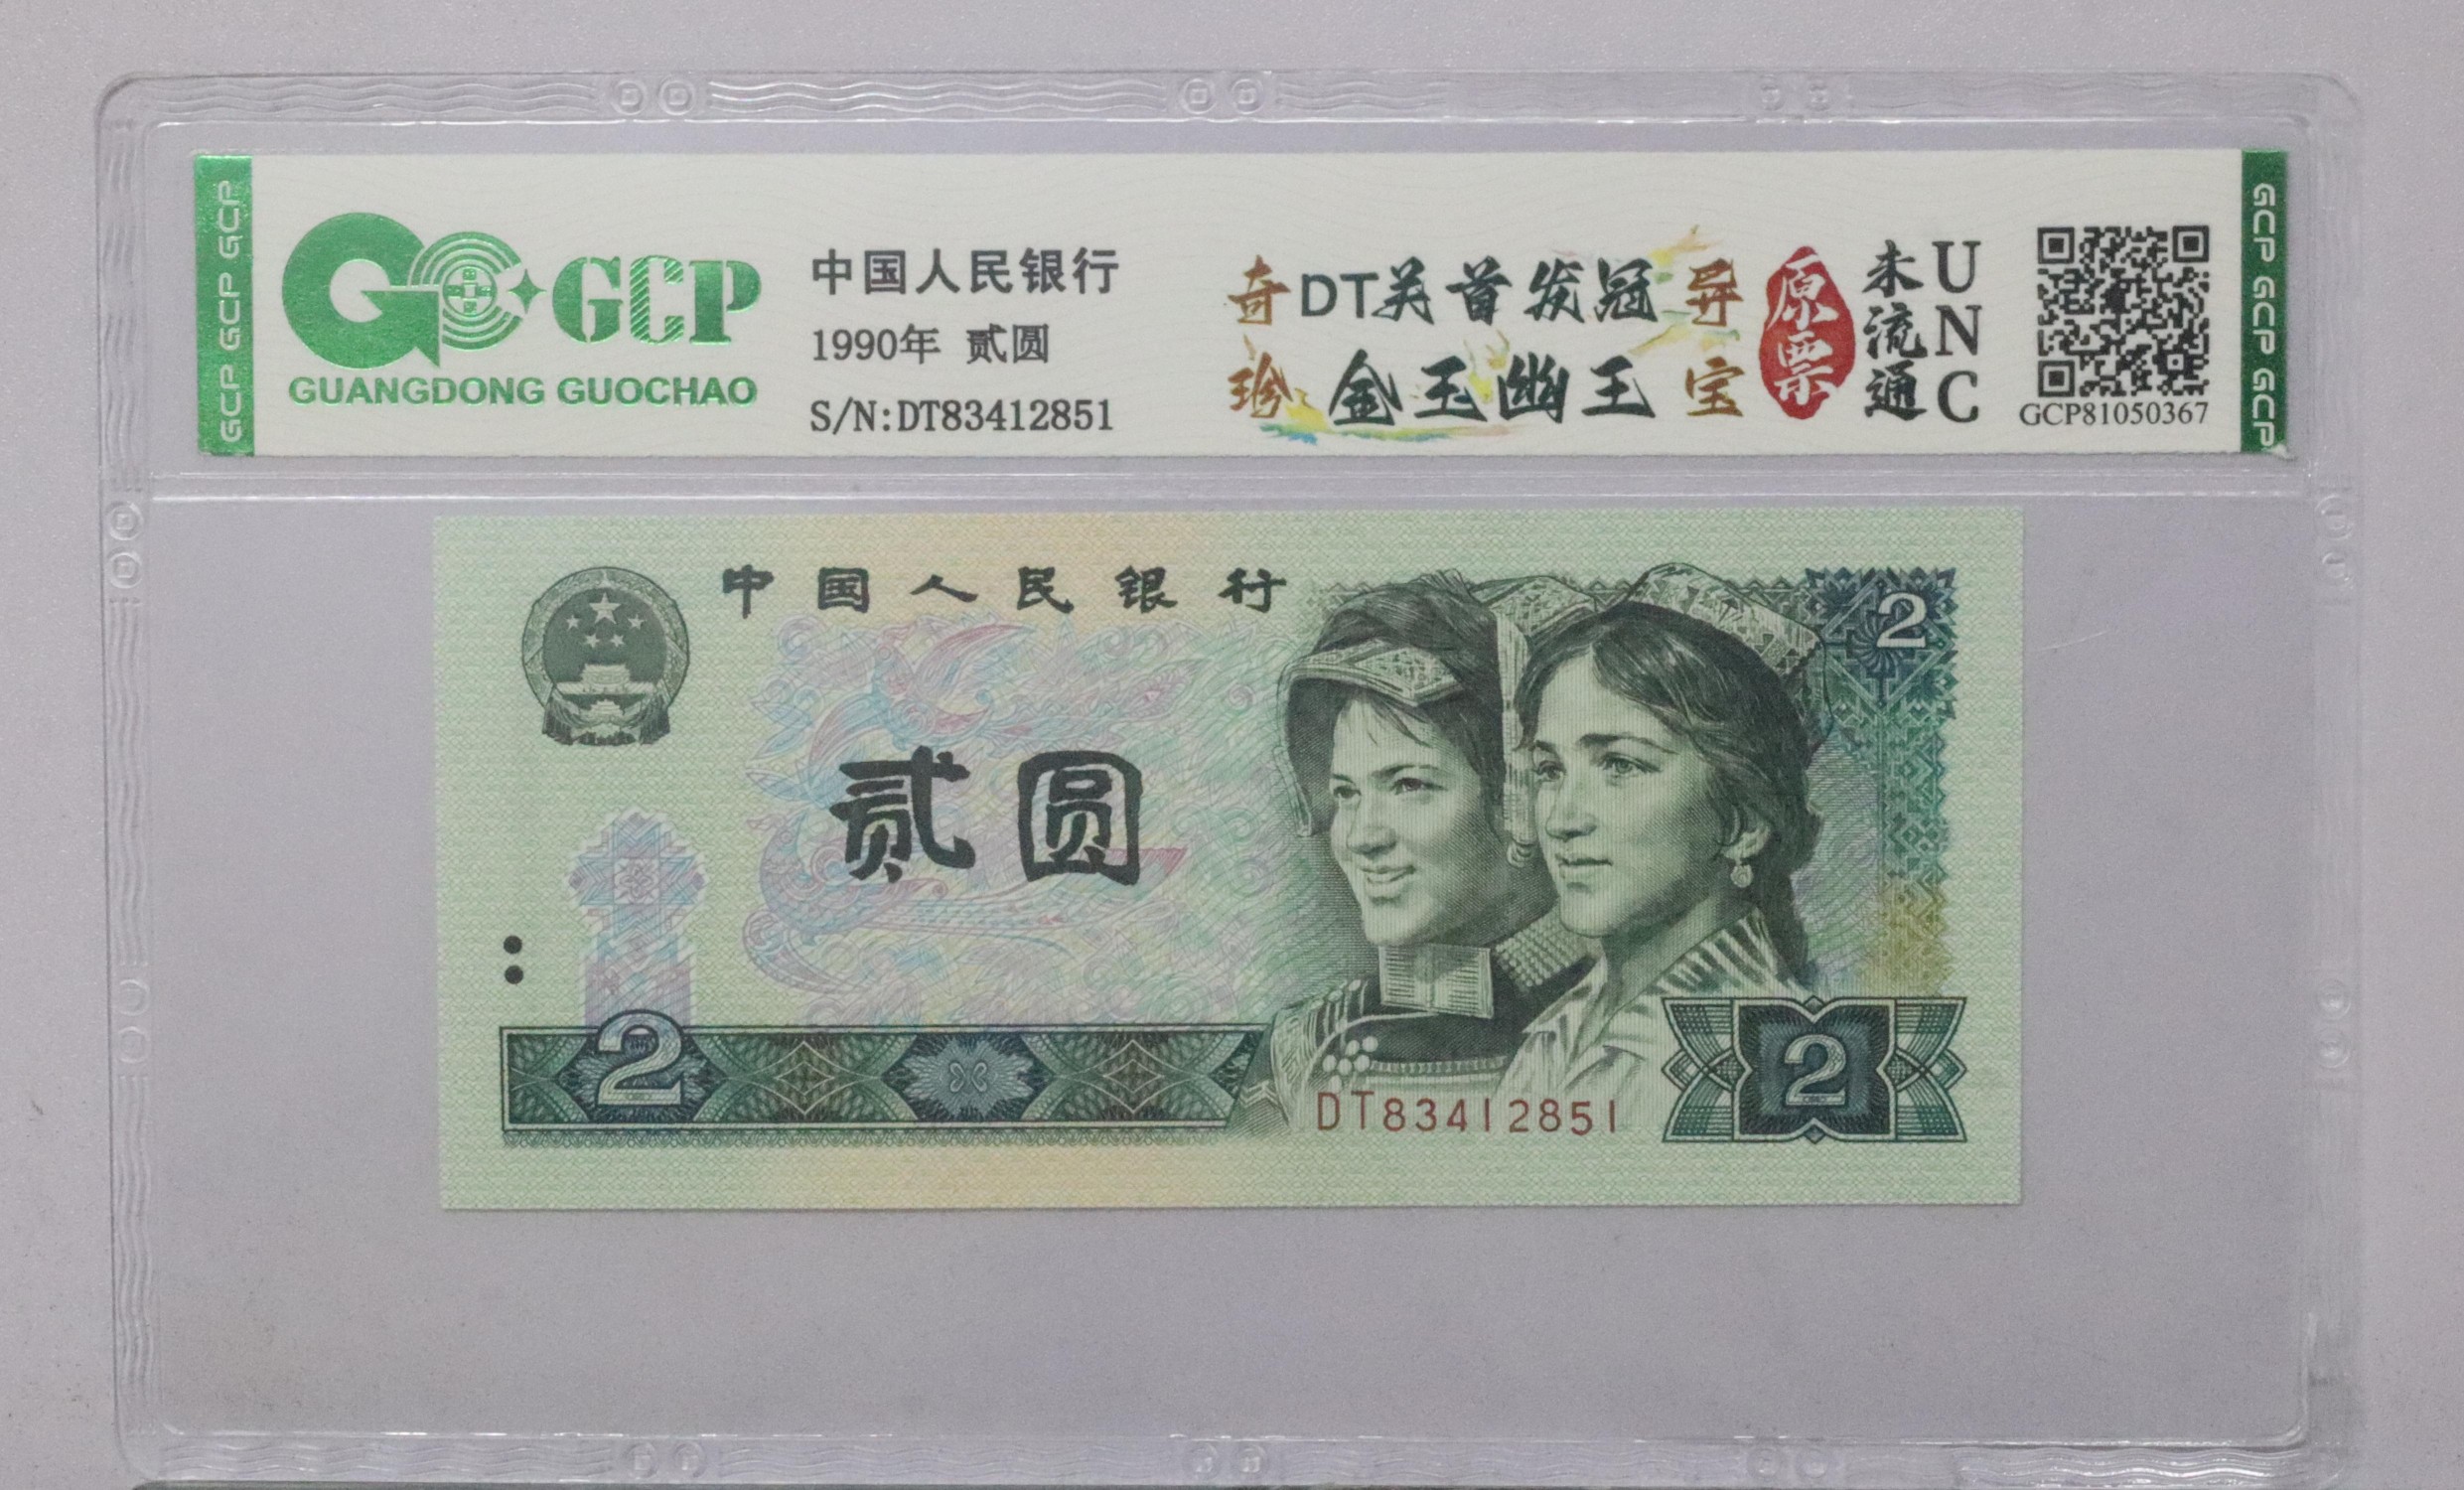 GCP GCP GCP
GCP
GUANGDONG GUOCHAO
中国人民银行
1990年 贰圆
S/N:DT83412851
奇DT关首发冠异
珍金玉幽王宝
原票
未流通
UNC
GCP81050367
GCP GCP GCP
中国人民银行
2
贰圆
2
DT83412851
2